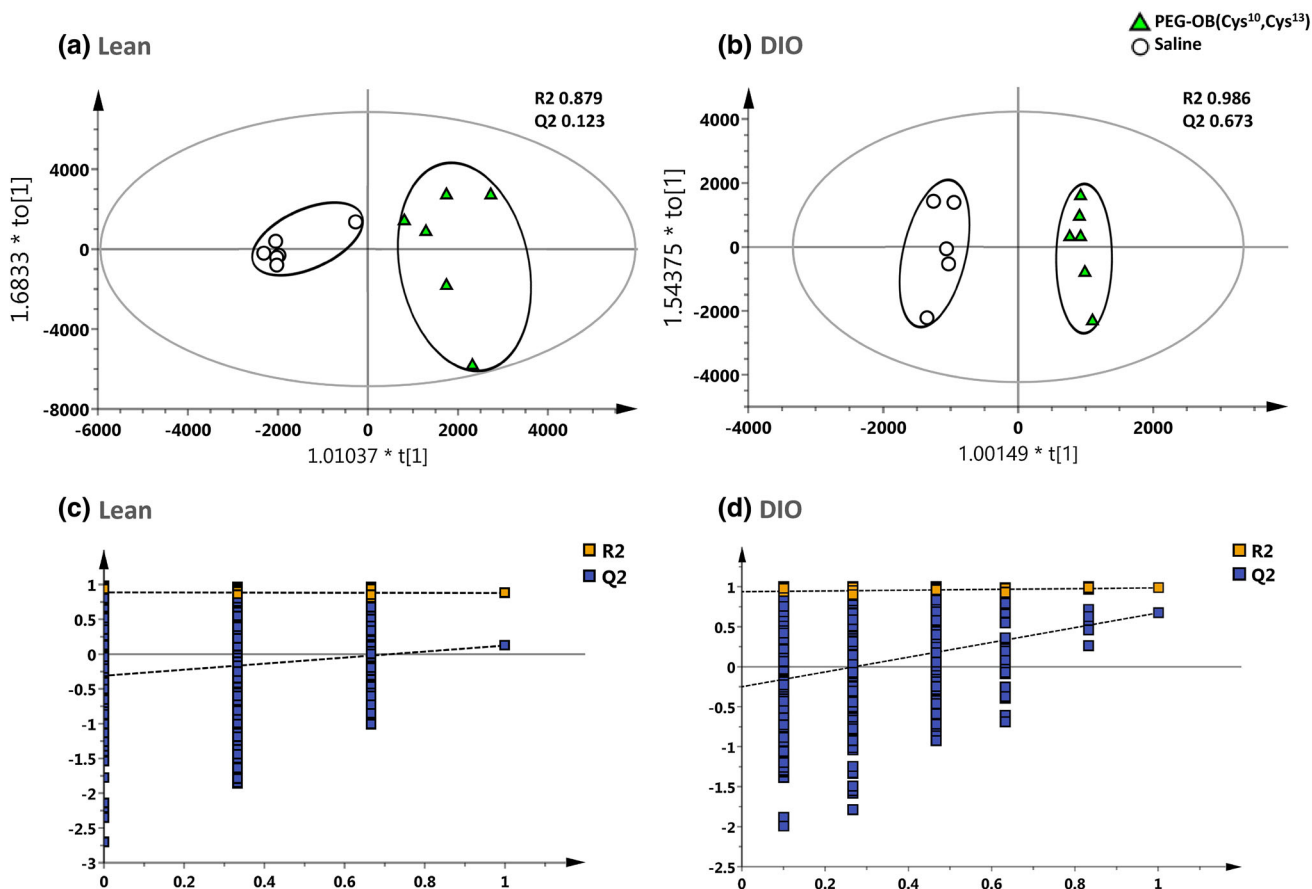 (a) Lean
(b) DIO
PEG-OB(Cys¹⁰,Cys¹³)
Saline
R2 0.879
Q2 0.123
R2 0.986
Q2 0.673
1.6833 * to[1]
4000
0
-4000
-8000
-6000 -4000 -2000 0 2000 4000
1.01037 * t[1]
1.54375 * to[1]
4000
2000
0
-2000
-4000
-4000 -2000 0 2000
1.00149 * t[1]
(c) Lean
R2
Q2
1
0.5
0
-0.5
-1
-1.5
-2
-2.5
-3
0 0.2 0.4 0.6 0.8 1
(d) DIO
R2
Q2
1
0.5
0
-0.5
-1
-1.5
-2
-2.5
0 0.2 0.4 0.6 0.8 1